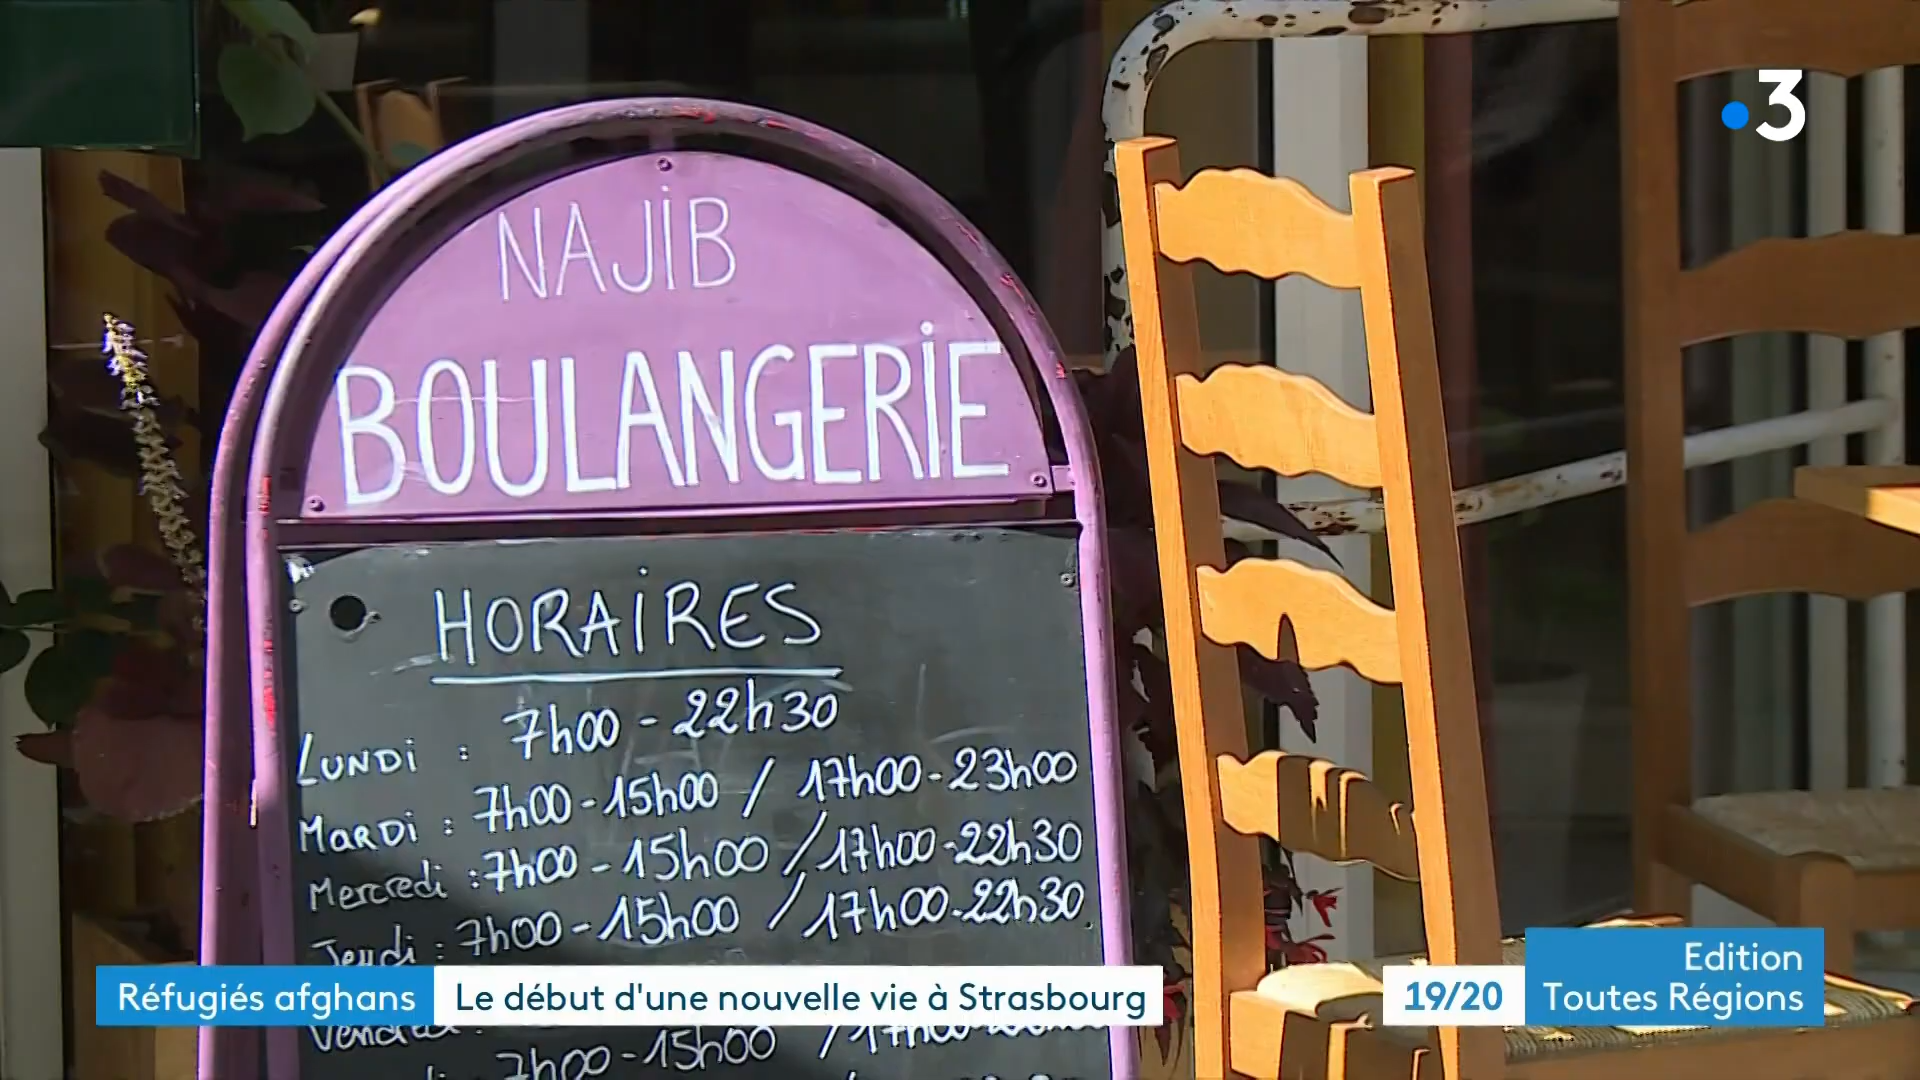 3
NAJIB
BOULANGERIE
HORAIRES
LUNDI : 7h00 - 22h30
MARDI : 7h00 - 15h00 / 17h00 - 23h00
Mercredi : 7h00 - 15h00 / 17h00 - 22h30
Jeudi : 7h00 - 15h00 / 17h00 - 22h30
Réfugiés afghans
Le début d'une nouvelle vie à Strasbourg
19/20
Edition
Toutes Régions
7h00 - 15h00 /